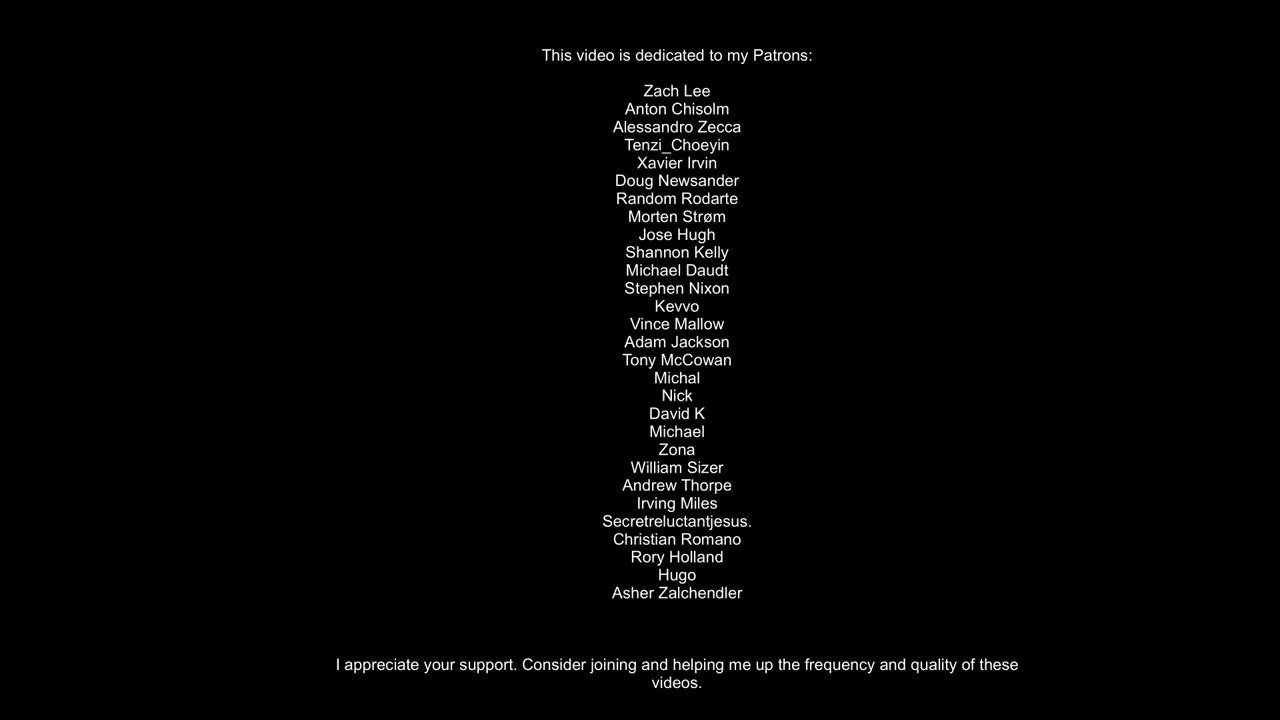 This video is dedicated to my Patrons:
Zach Lee
Anton Chisolm
Alessandro Zecca
Tenzi_Choeyin
Xavier Irvin
Doug Newsander
Random Rodarte
Morten Strøm
Jose Hugh
Shannon Kelly
Michael Daudt
Stephen Nixon
Kevvo
Vince Mallow
Adam Jackson
Tony McCowan
Michal
Nick
David K
Michael
Zona
William Sizer
Andrew Thorpe
Irving Miles
Secretreluctantjesus.
Christian Romano
Rory Holland
Hugo
Asher Zalchendler
I appreciate your support. Consider joining and helping me up the frequency and quality of these
videos.